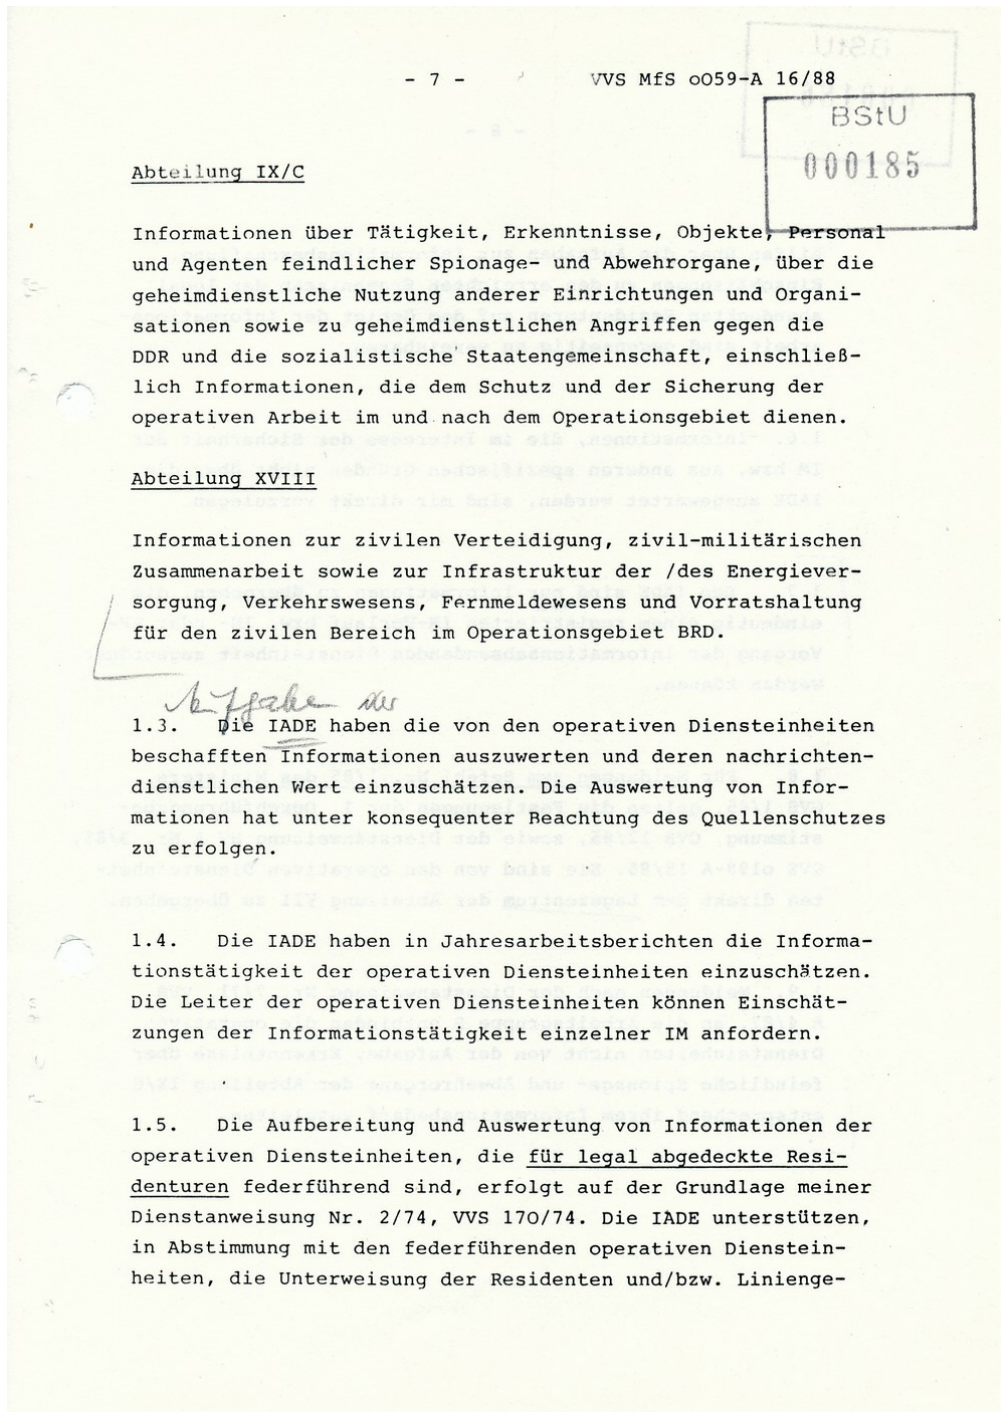 - 7 -
VVS MfS oO59-A 16/88
BStU
000185
Abteilung IX/C
Informationen über Tätigkeit, Erkenntnisse, Objekte, Personal
und Agenten feindlicher Spionage- und Abwehrorgane, über die
geheimdienstliche Nutzung anderer Einrichtungen und Organi-
sationen sowie zu geheimdienstlichen Angriffen gegen die
DDR und die sozialistische Staatengemeinschaft, einschließ-
lich Informationen, die dem Schutz und der Sicherung der
operativen Arbeit im und nach dem Operationsgebiet dienen.
Abteilung XVIII
Informationen zur zivilen Verteidigung, zivil-militärischen
Zusammenarbeit sowie zur Infrastruktur der /des Energiever-
sorgung, Verkehrswesens, Fernmeldewesens und Vorratshaltung
für den zivilen Bereich im Operationsgebiet BRD.
Aufgabe der
1.3. Die IADE haben die von den operativen Diensteinheiten
beschafften Informationen auszuwerten und deren nachrichten-
dienstlichen Wert einzuschätzen. Die Auswertung von Infor-
mationen hat unter konsequenter Beachtung des Quellenschutzes
zu erfolgen.
1.4. Die IADE haben in Jahresarbeitsberichten die Informa-
tionstätigkeit der operativen Diensteinheiten einzuschätzen.
Die Leiter der operativen Diensteinheiten können Einschät-
zungen der Informationstätigkeit einzelner IM anfordern.
1.5. Die Aufbereitung und Auswertung von Informationen der
operativen Diensteinheiten, die für legal abgedeckte Resi-
denturen federführend sind, erfolgt auf der Grundlage meiner
Dienstanweisung Nr. 2/74, VVS 170/74. Die IADE unterstützen,
in Abstimmung mit den federführenden operativen Dienstein-
heiten, die Unterweisung der Residenten und/bzw. Linienge-